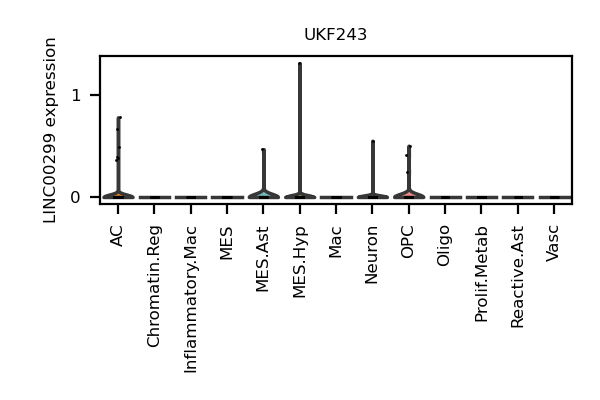 UKF243
LINC00299 expression
1
0
AC
Chromatin.Reg
Inflammatory.Mac
MES
MES.Ast
MES.Hyp
Mac
Neuron
OPC
Oligo
Prolif.Metab
Reactive.Ast
Vasc